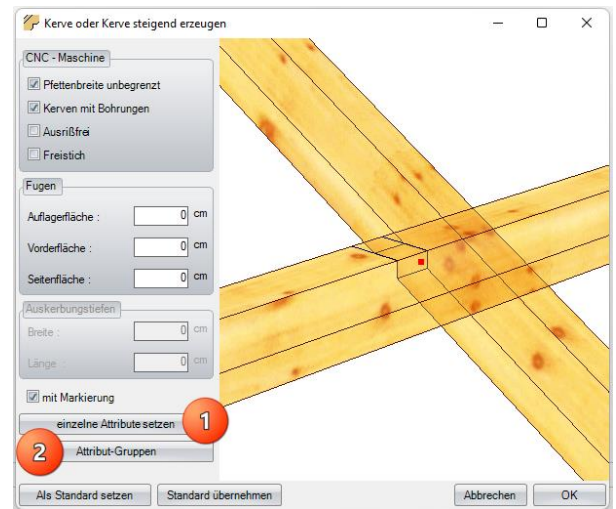 Kerve oder Kerve steigend erzeugen
CNC - Maschine
Pfettenbreite unbegrenzt
Kerven mit Bohrungen
Ausrißfrei
Freistich
Fugen
Auflagerfläche : 0 cm
Vorderfläche : 0 cm
Seitenfläche : 0 cm
Auskerbungstiefen
Breite : 0 cm
Länge : 0 cm
mit Markierung
einzelne Attribute setzen 1
2 Attribut-Gruppen
Als Standard setzen Standard übernehmen Abbrechen OK